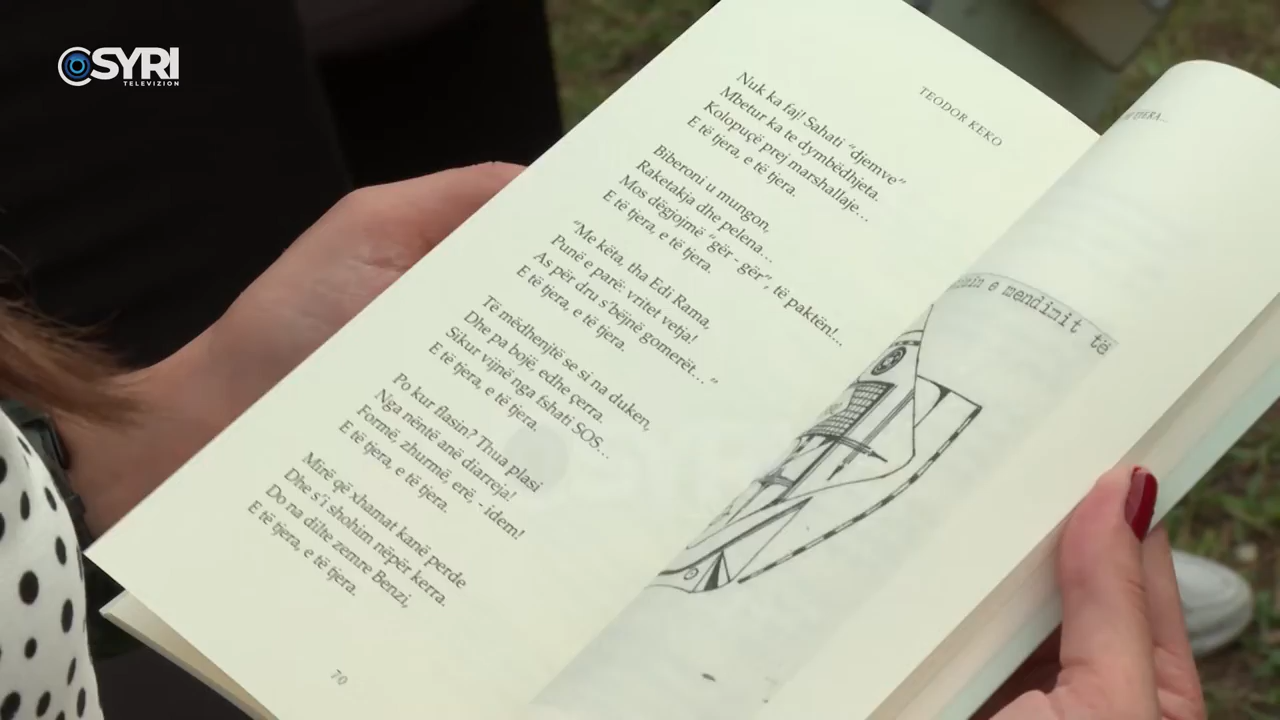 SYRI
TELEVIZION
TEODOR KEKO
Nuk ka faj! Sahati "djemve"
Mbetur ka te dymbëdhjeta.
Kolopuçë prej marshallaje...
E të tjera, e të tjera.
Biberoni u mungon,
Raketakja dhe pelena...
Mos dëgjojmë "gër - gër", të paktën!...
E të tjera, e të tjera.
"Me këta, tha Edi Rama,
Punë e parë: vritet vetja!
As për dru s'bëjnë gomerët..."
E të tjera, e të tjera.
Të mëdhenjtë se si na duken,
Dhe pa bojë, edhe çerra.
Sikur vijnë nga fshati SOS...
E të tjera, e të tjera.
Po kur flasin? Thua plasi
Nga nëntë anë diarreja!
Formë, zhurmë, erë, - idem!
E të tjera, e të tjera.
Mirë që xhamat kanë perde
Dhe s'i shohim nëpër kerra.
Do na dilte zemre Benzi,
E të tjera, e të tjera.
70
TJERA...
e mendimit të